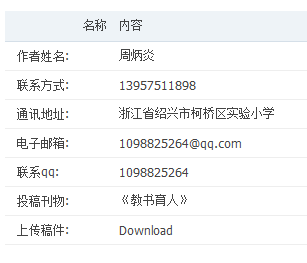 名称 内容
作者姓名: 周炳炎
联系方式: 13957511898
通讯地址: 浙江省绍兴市柯桥区实验小学
电子邮箱: 1098825264@qq.com
联系qq: 1098825264
投稿刊物: 《教书育人》
上传稿件: Download